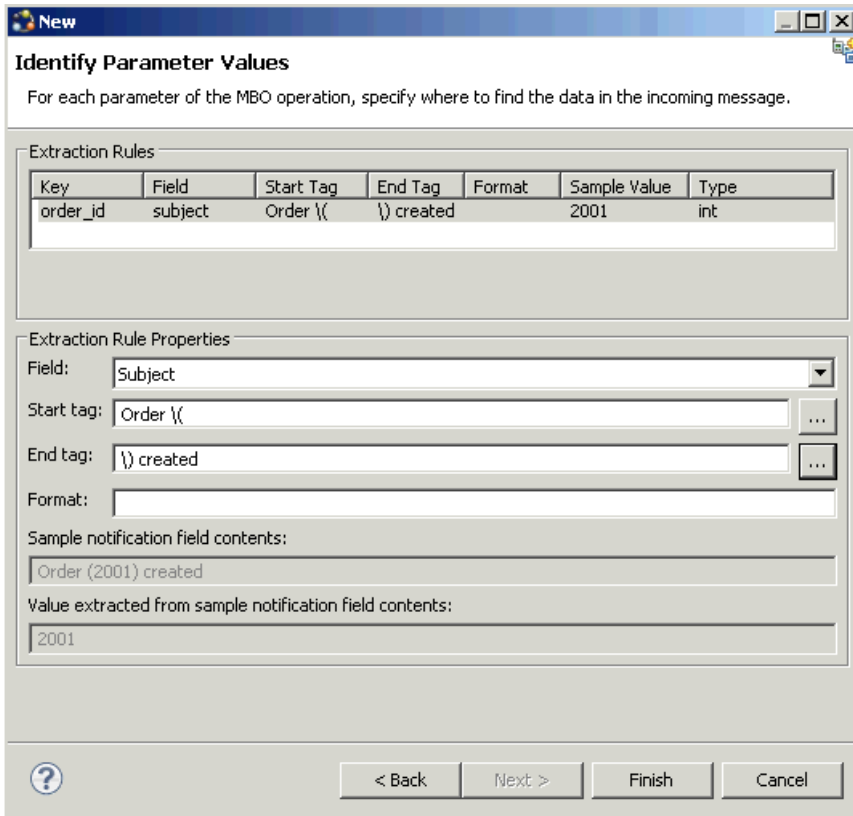 New
Identify Parameter Values
For each parameter of the MBO operation, specify where to find the data in the incoming message.
Extraction Rules
Key Field Start Tag End Tag Format Sample Value Type
order_id subject Order \( \) created 2001 int
Extraction Rule Properties
Field: Subject
Start tag: Order \( ...
End tag: \) created ...
Format:
Sample notification field contents:
Order (2001) created
Value extracted from sample notification field contents:
2001
? < Back Next > Finish Cancel